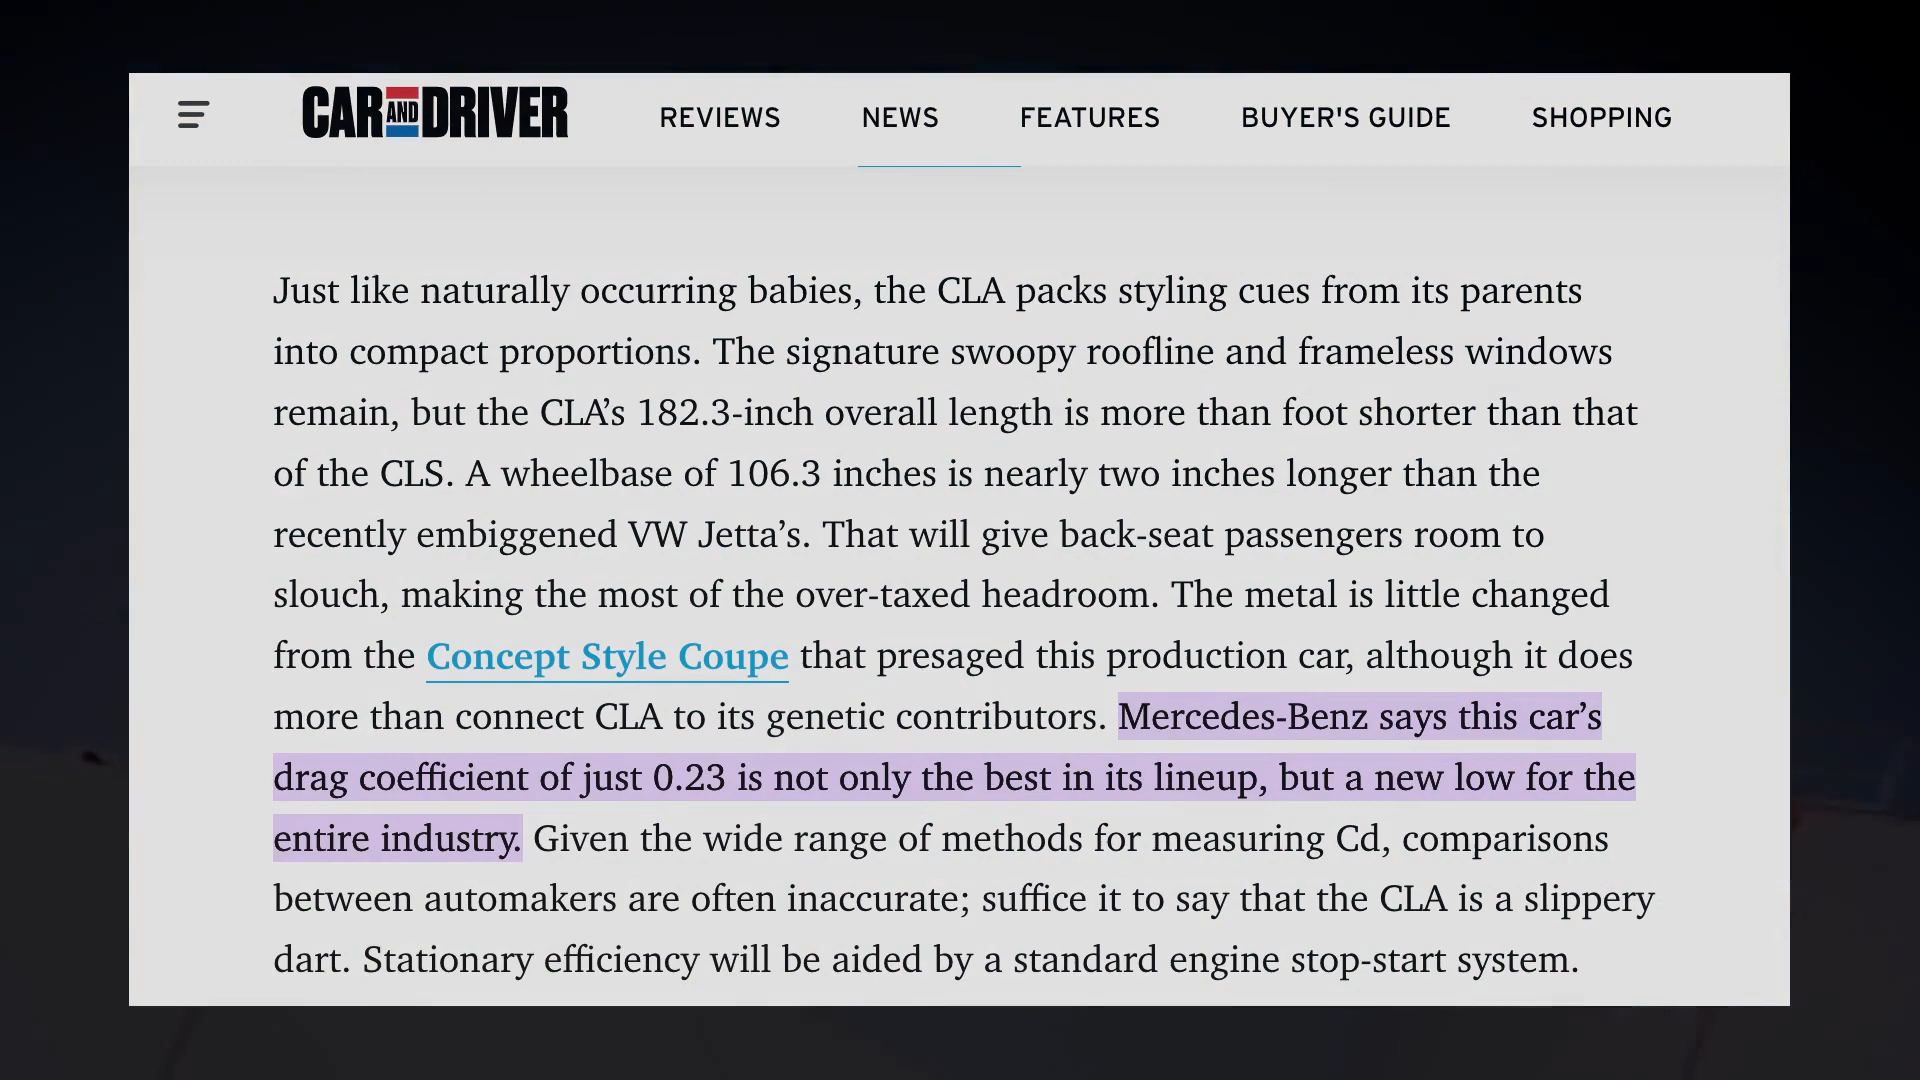 CAR AND DRIVER
REVIEWS
NEWS
FEATURES
BUYER'S GUIDE
SHOPPING
Just like naturally occurring babies, the CLA packs styling cues from its parents
into compact proportions. The signature swoopy roofline and frameless windows
remain, but the CLA’s 182.3-inch overall length is more than foot shorter than that
of the CLS. A wheelbase of 106.3 inches is nearly two inches longer than the
recently embiggened VW Jetta’s. That will give back-seat passengers room to
slouch, making the most of the over-taxed headroom. The metal is little changed
from the Concept Style Coupe that presaged this production car, although it does
more than connect CLA to its genetic contributors. Mercedes-Benz says this car’s
drag coefficient of just 0.23 is not only the best in its lineup, but a new low for the
entire industry. Given the wide range of methods for measuring Cd, comparisons
between automakers are often inaccurate; suffice it to say that the CLA is a slippery
dart. Stationary efficiency will be aided by a standard engine stop-start system.